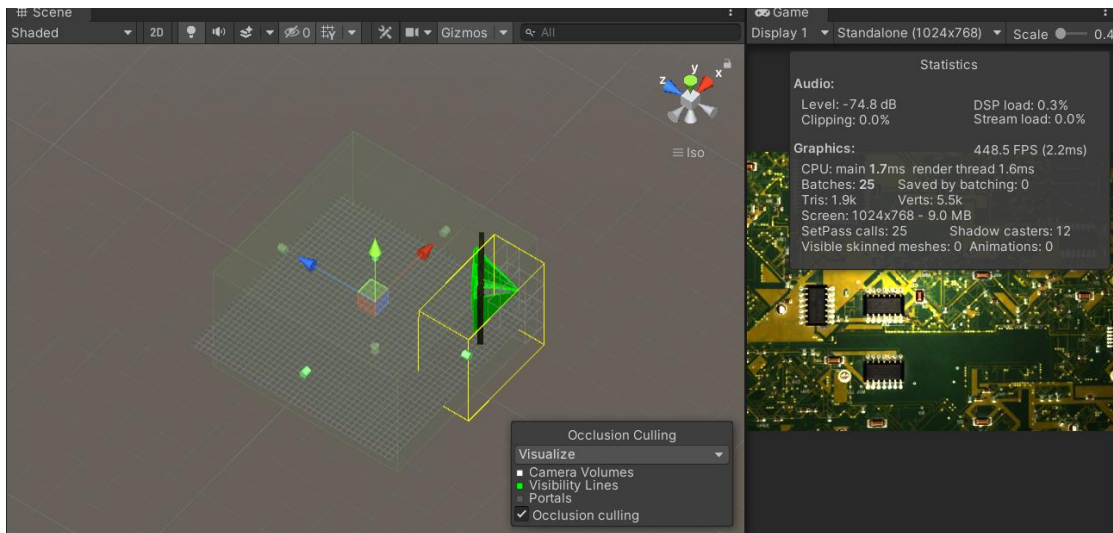 Scene
Shaded 2D 0 Gizmos All
y
z x
Iso
Occlusion Culling
Visualize
Camera Volumes
Visibility Lines
Portals
Occlusion culling
Game
Display 1 Standalone (1024x768) Scale 0.4
Statistics
Audio:
Level: -74.8 dB DSP load: 0.3%
Clipping: 0.0% Stream load: 0.0%
Graphics: 448.5 FPS (2.2ms)
CPU: main 1.7ms render thread 1.6ms
Batches: 25 Saved by batching: 0
Tris: 1.9k Verts: 5.5k
Screen: 1024x768 - 9.0 MB
SetPass calls: 25 Shadow casters: 12
Visible skinned meshes: 0 Animations: 0